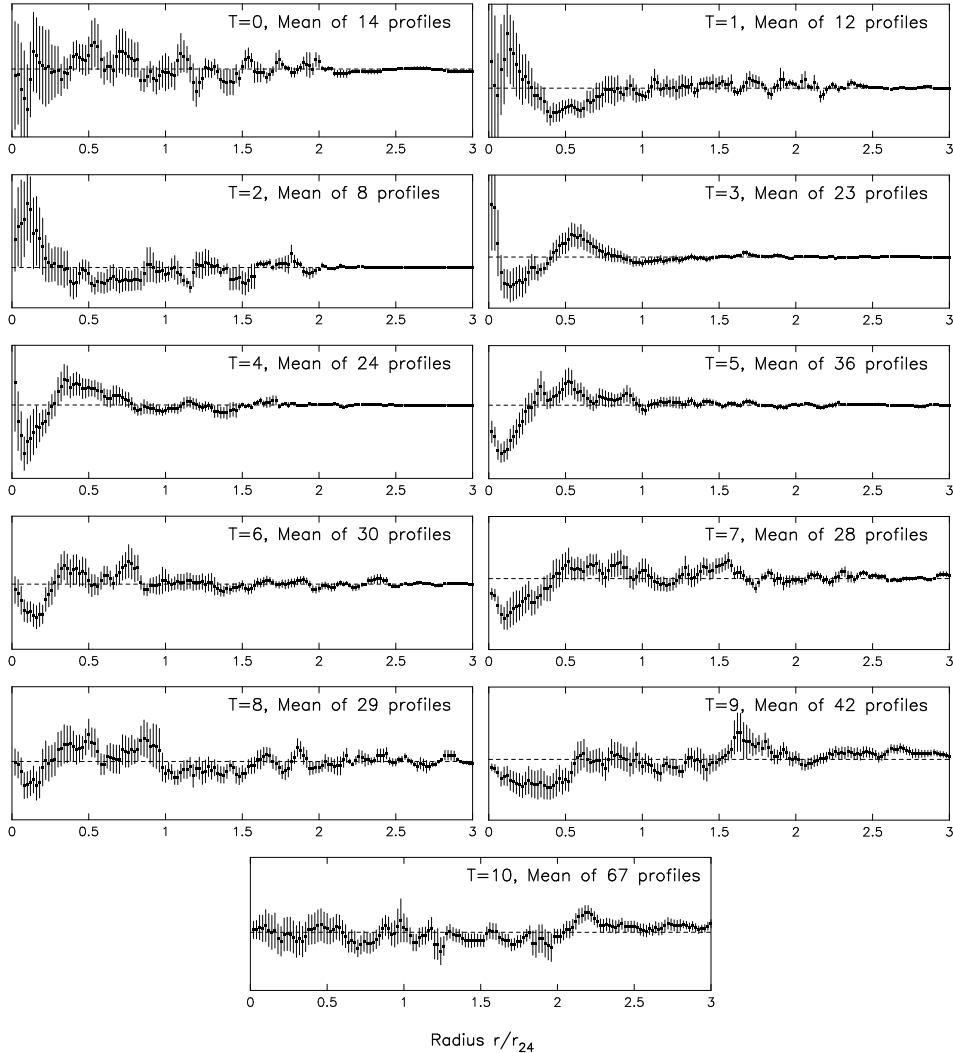 T=0, Mean of 14 profiles
0 0.5 1 1.5 2 2.5 3
T=1, Mean of 12 profiles
0 0.5 1 1.5 2 2.5 3
T=2, Mean of 8 profiles
0 0.5 1 1.5 2 2.5 3
T=3, Mean of 23 profiles
0 0.5 1 1.5 2 2.5 3
T=4, Mean of 24 profiles
0 0.5 1 1.5 2 2.5 3
T=5, Mean of 36 profiles
0 0.5 1 1.5 2 2.5 3
T=6, Mean of 30 profiles
0 0.5 1 1.5 2 2.5 3
T=7, Mean of 28 profiles
0 0.5 1 1.5 2 2.5 3
T=8, Mean of 29 profiles
0 0.5 1 1.5 2 2.5 3
T=9, Mean of 42 profiles
0 0.5 1 1.5 2 2.5 3
T=10, Mean of 67 profiles
0 0.5 1 1.5 2 2.5 3
Radius r/r24